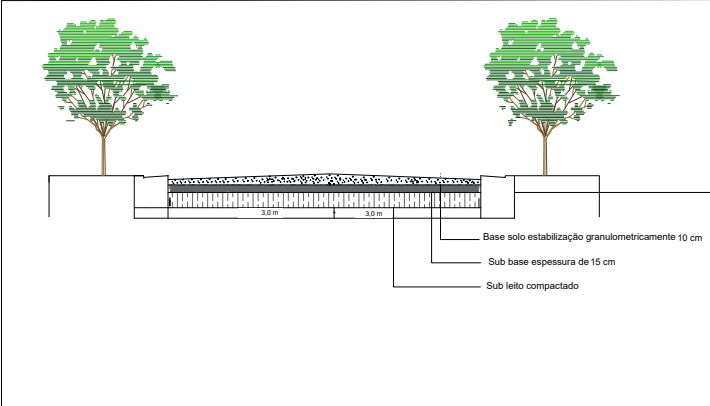 3,0 m
3,0 m
Base solo estabilização granulometricamente 10 cm
Sub base espessura de 15 cm
Sub leito compactado